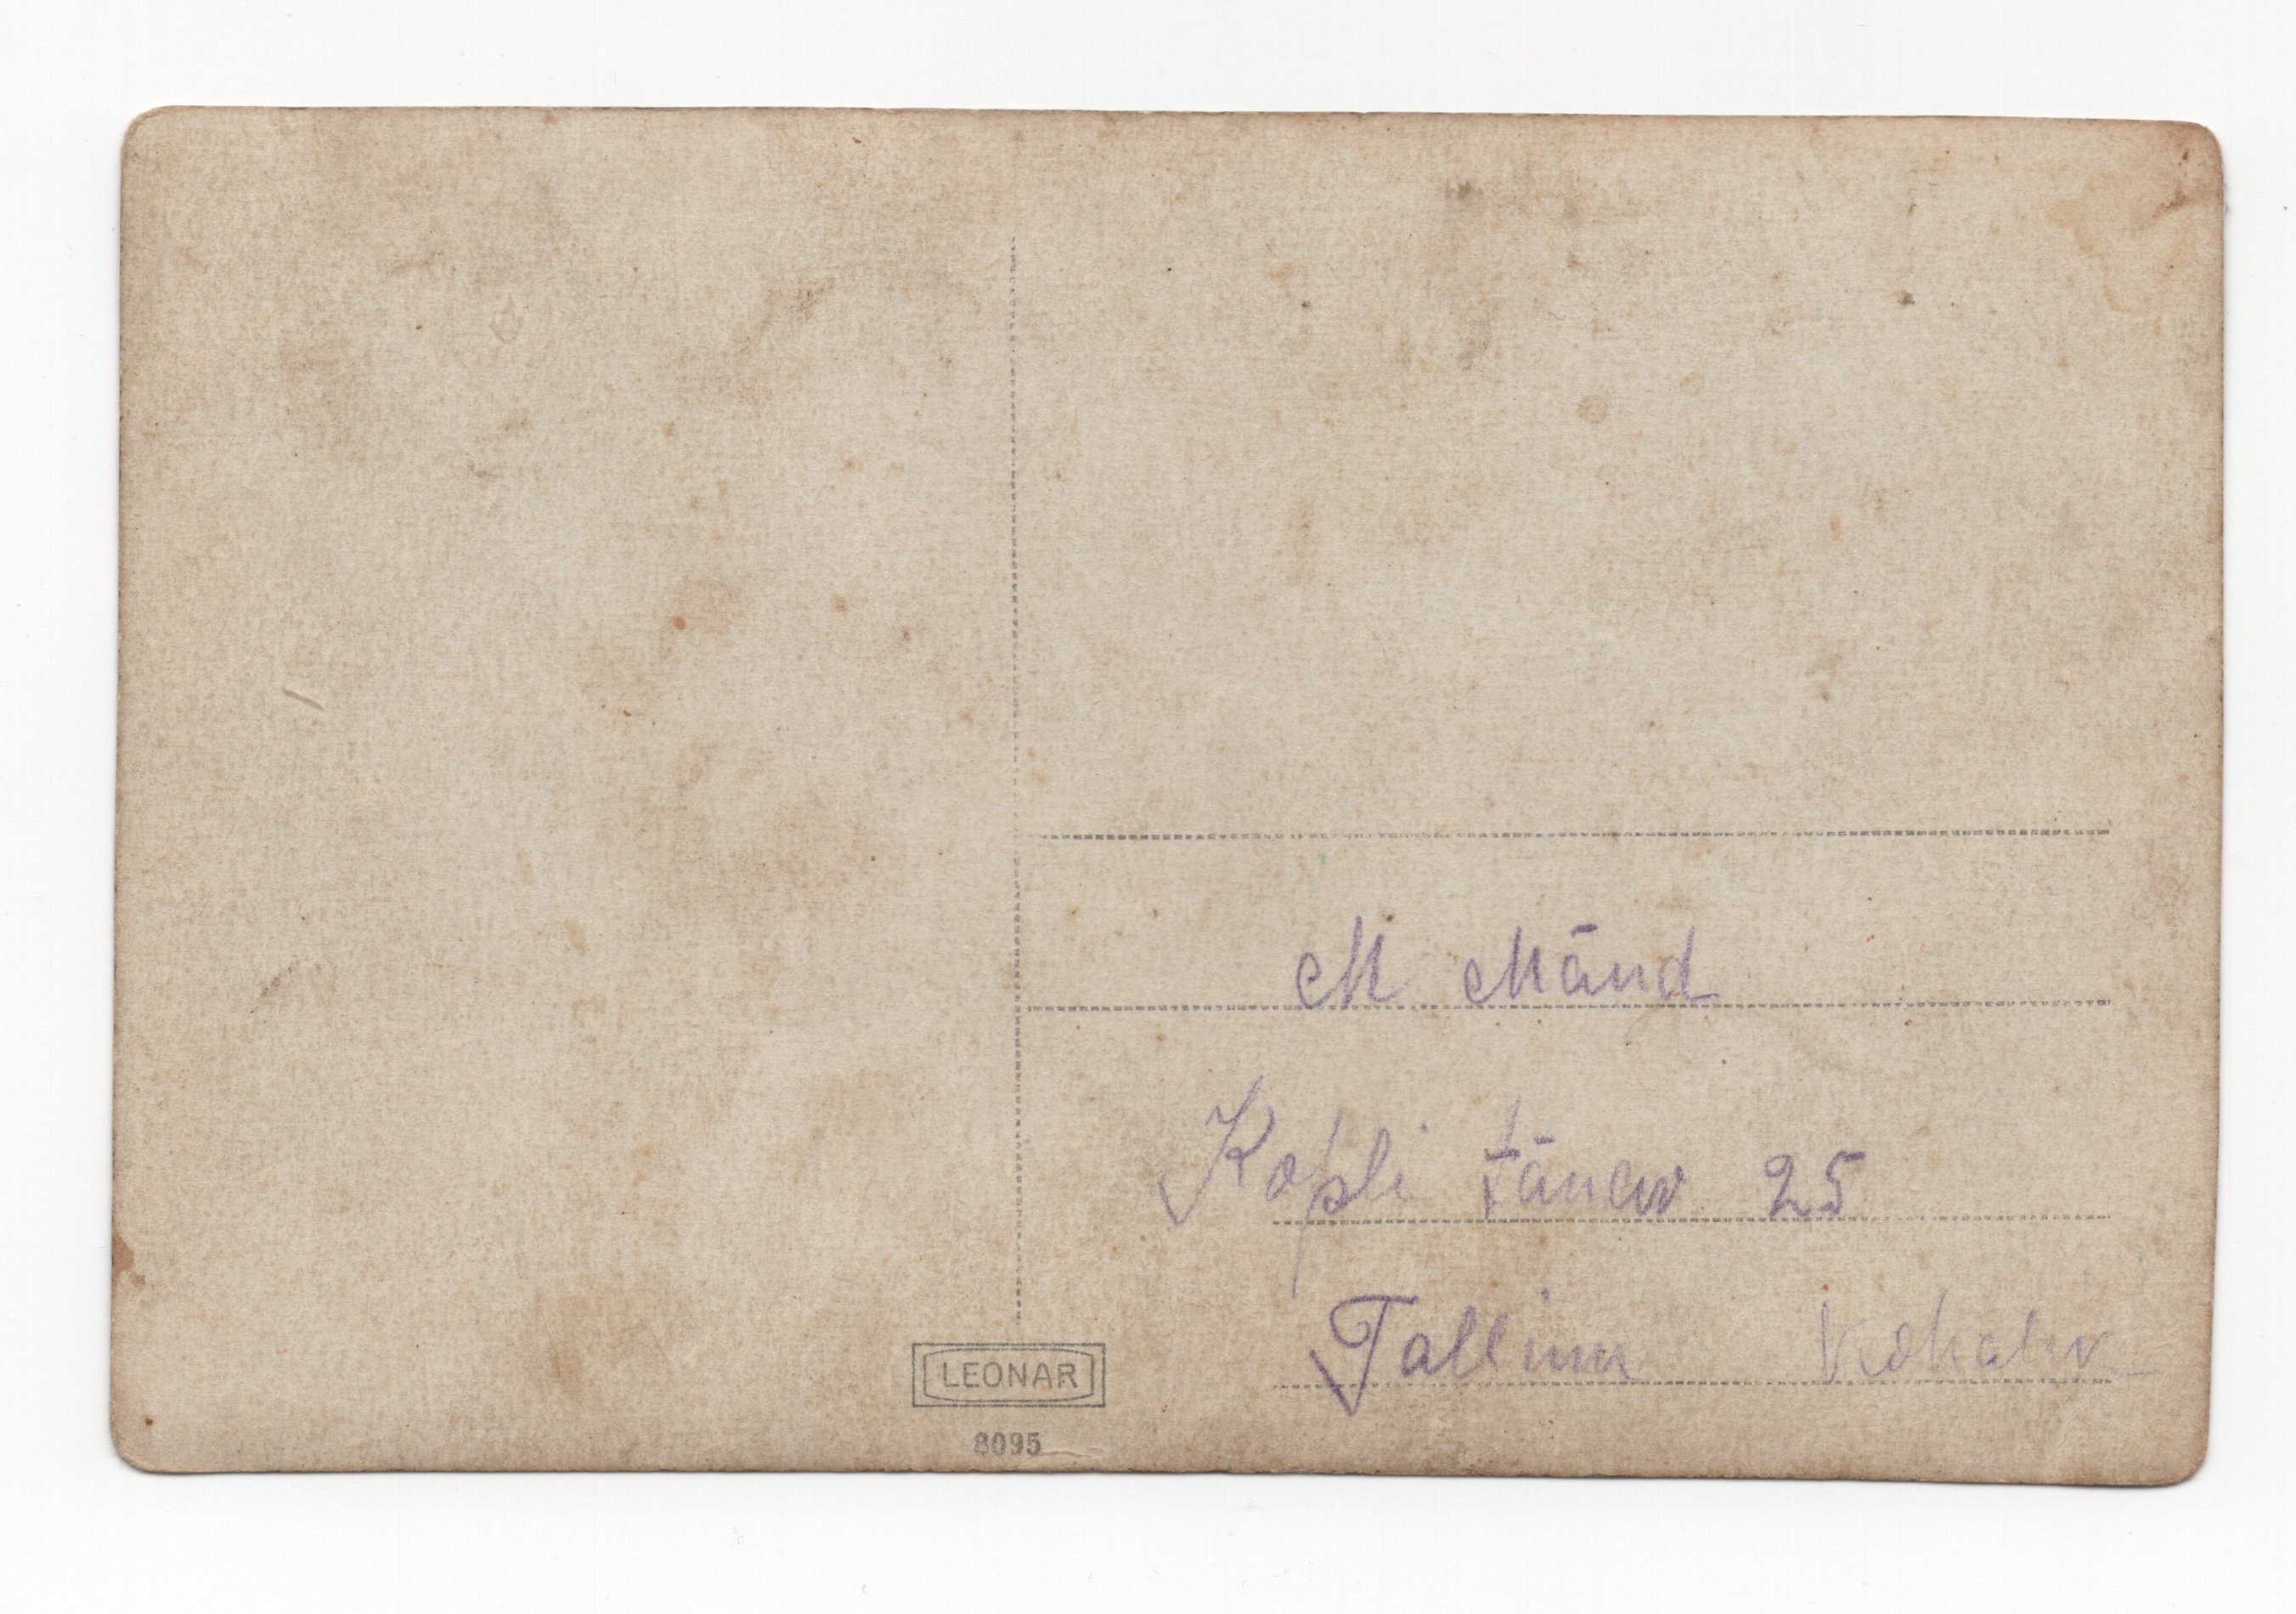 M Mänd
Kopli tänav 25
Tallinn
LEONAR
8095